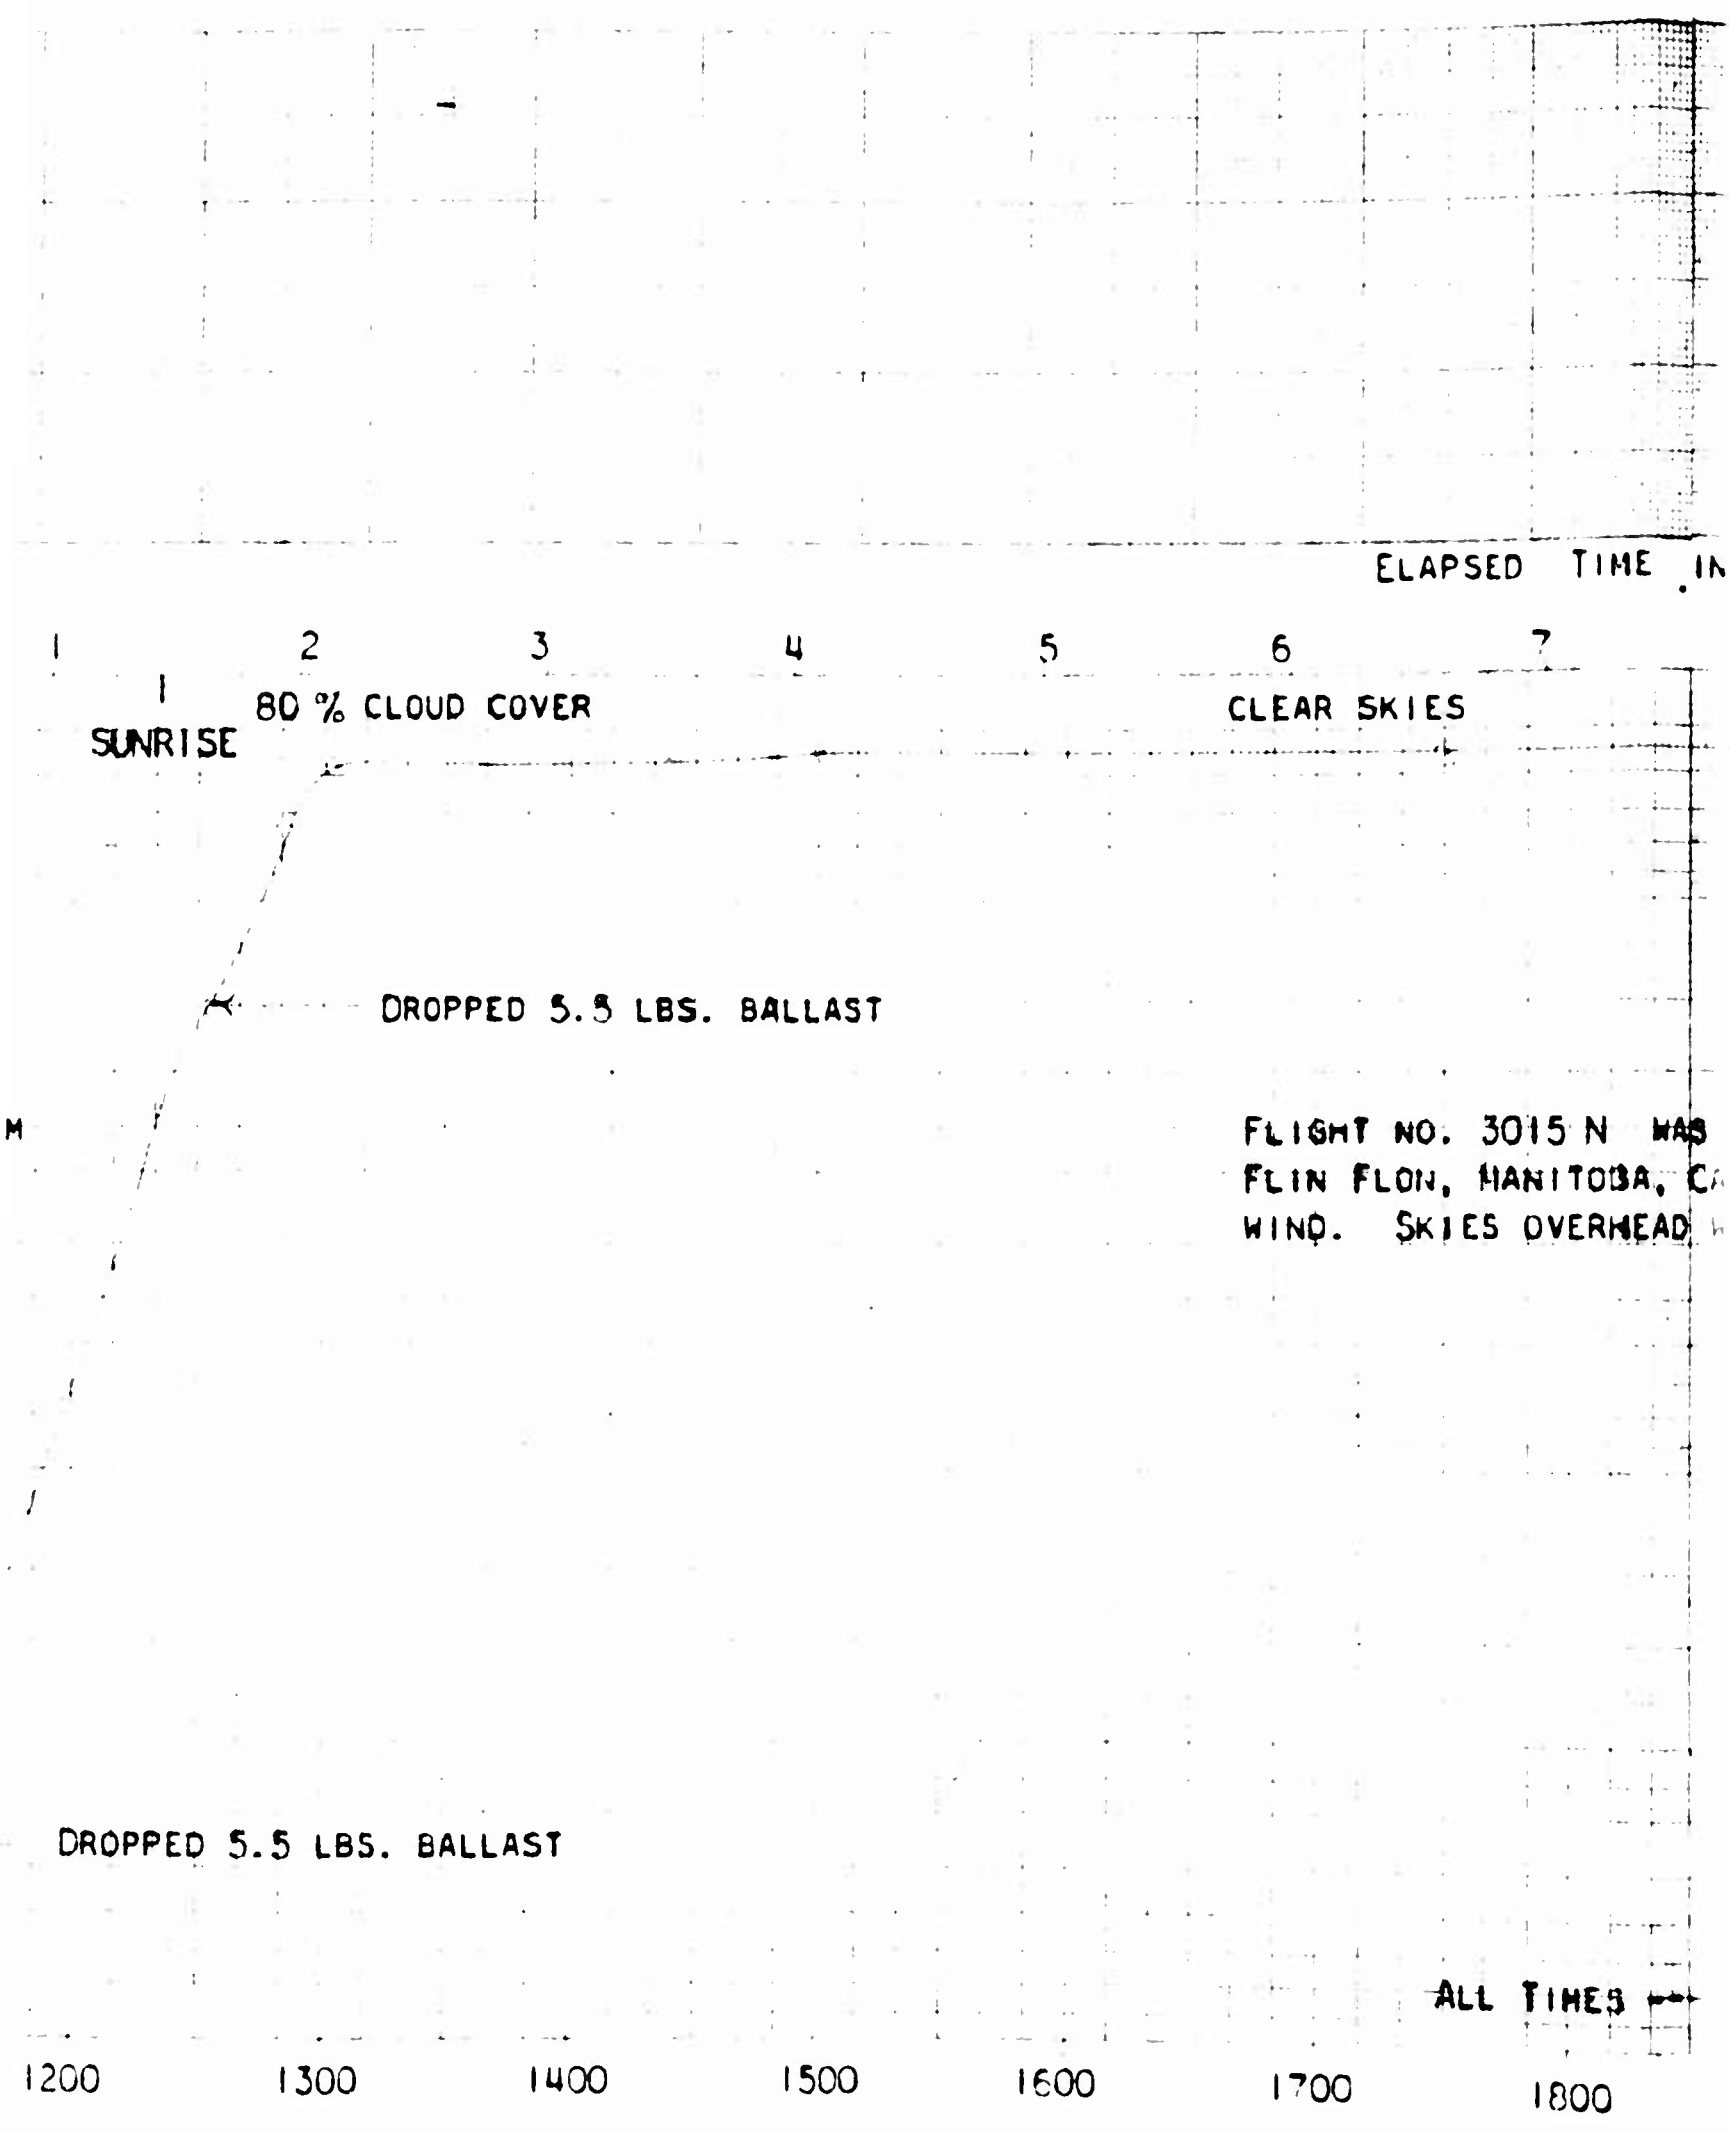 ELAPSED TIME IN
1 2 3 4 5 6 7
80 % CLOUD COVER
CLEAR SKIES
SUNRISE
DROPPED 5.5 LBS. BALLAST
M
FLIGHT NO. 3015 N WAS
FLIN FLON, MANITOBA, CA
WIND. SKIES OVERHEAD W
DROPPED 5.5 LBS. BALLAST
ALL TIMES
1200 1300 1400 1500 1600 1700 1800